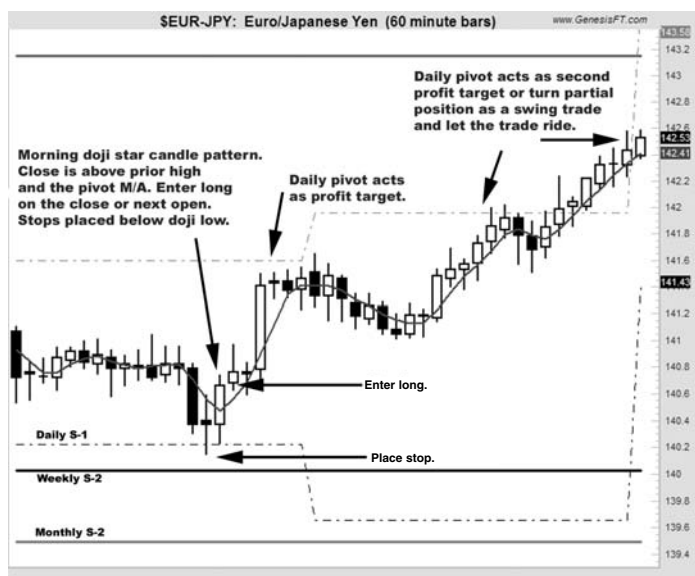 $EUR-JPY: Euro/Japanese Yen (60 minute bars)
www.GenesisFT.com
Daily pivot acts as second
profit target or turn partial
position as a swing trade
and let the trade ride.
Morning doji star candle pattern.
Close is above prior high
and the pivot M/A. Enter long
on the close or next open.
Stops placed below doji low.
Daily pivot acts
as profit target.
Enter long.
Place stop.
Daily S-1
Weekly S-2
Monthly S-2
143.50
143.2
143
142.8
142.6
142.53
142.41
142.2
142
141.8
141.6
141.43
141.2
141
140.8
140.6
140.4
140.2
140
139.8
139.6
139.4